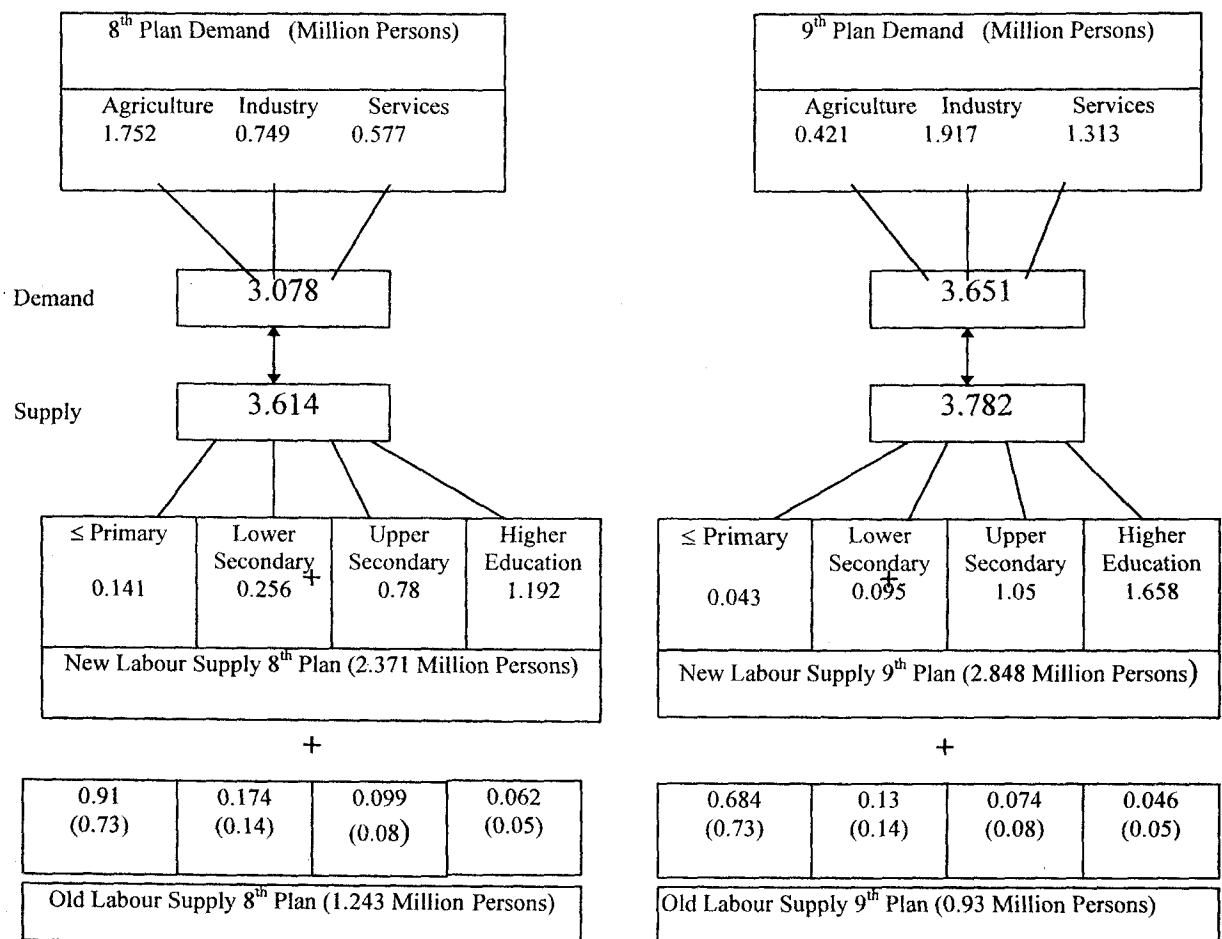 8th Plan Demand (Million Persons)
Agriculture Industry Services
1.752 0.749 0.577
Demand
3.078
Supply
3.614
≤ Primary Lower Secondary Upper Secondary Higher Education
0.141 0.256 0.78 1.192
+
New Labour Supply 8th Plan (2.371 Million Persons)
+
0.91 0.174 0.099 0.062
(0.73) (0.14) (0.08) (0.05)
Old Labour Supply 8th Plan (1.243 Million Persons)
9th Plan Demand (Million Persons)
Agriculture Industry Services
0.421 1.917 1.313
3.651
3.782
≤ Primary Lower Secondary Upper Secondary Higher Education
0.043 0.095 1.05 1.658
+
New Labour Supply 9th Plan (2.848 Million Persons)
+
0.684 0.13 0.074 0.046
(0.73) (0.14) (0.08) (0.05)
Old Labour Supply 9th Plan (0.93 Million Persons)